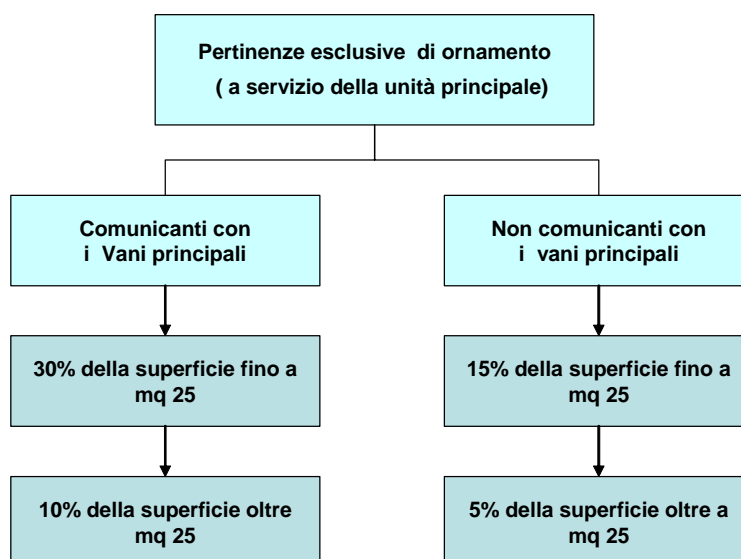 Pertinenze esclusive di ornamento
( a servizio della unità principale)
Comunicanti con
i Vani principali
Non comunicanti con
i vani principali
30% della superficie fino a
mq 25
15% della superficie fino a
mq 25
10% della superficie oltre
mq 25
5% della superficie oltre a
mq 25